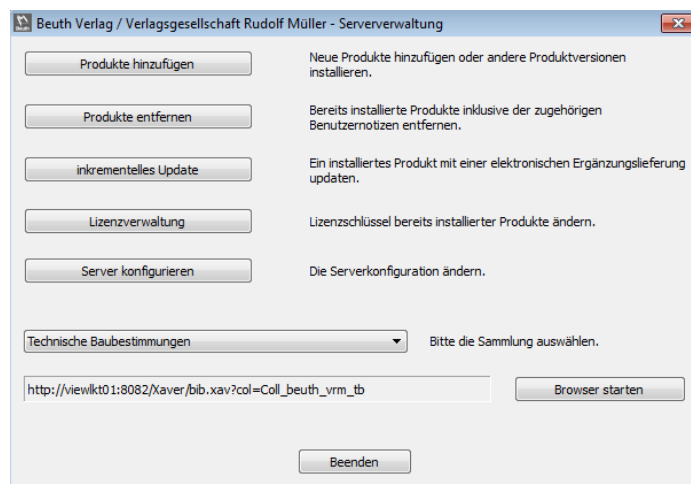 Beuth Verlag / Verlagsgesellschaft Rudolf Müller - Serververwaltung
Produkte hinzufügen
Neue Produkte hinzufügen oder andere Produktversionen
installieren.
Produkte entfernen
Bereits installierte Produkte inklusive der zugehörigen
Benutzernotizen entfernen.
inkrementelles Update
Ein installiertes Produkt mit einer elektronischen Ergänzungslieferung
updaten.
Lizenzverwaltung
Lizenzschlüssel bereits installierter Produkte ändern.
Server konfigurieren
Die Serverkonfiguration ändern.
Technische Baubestimmungen
Bitte die Sammlung auswählen.
http://viewlkt01:8082/Xaver/bib.xav?col=Coll_beuth_vrm_tb
Browser starten
Beenden